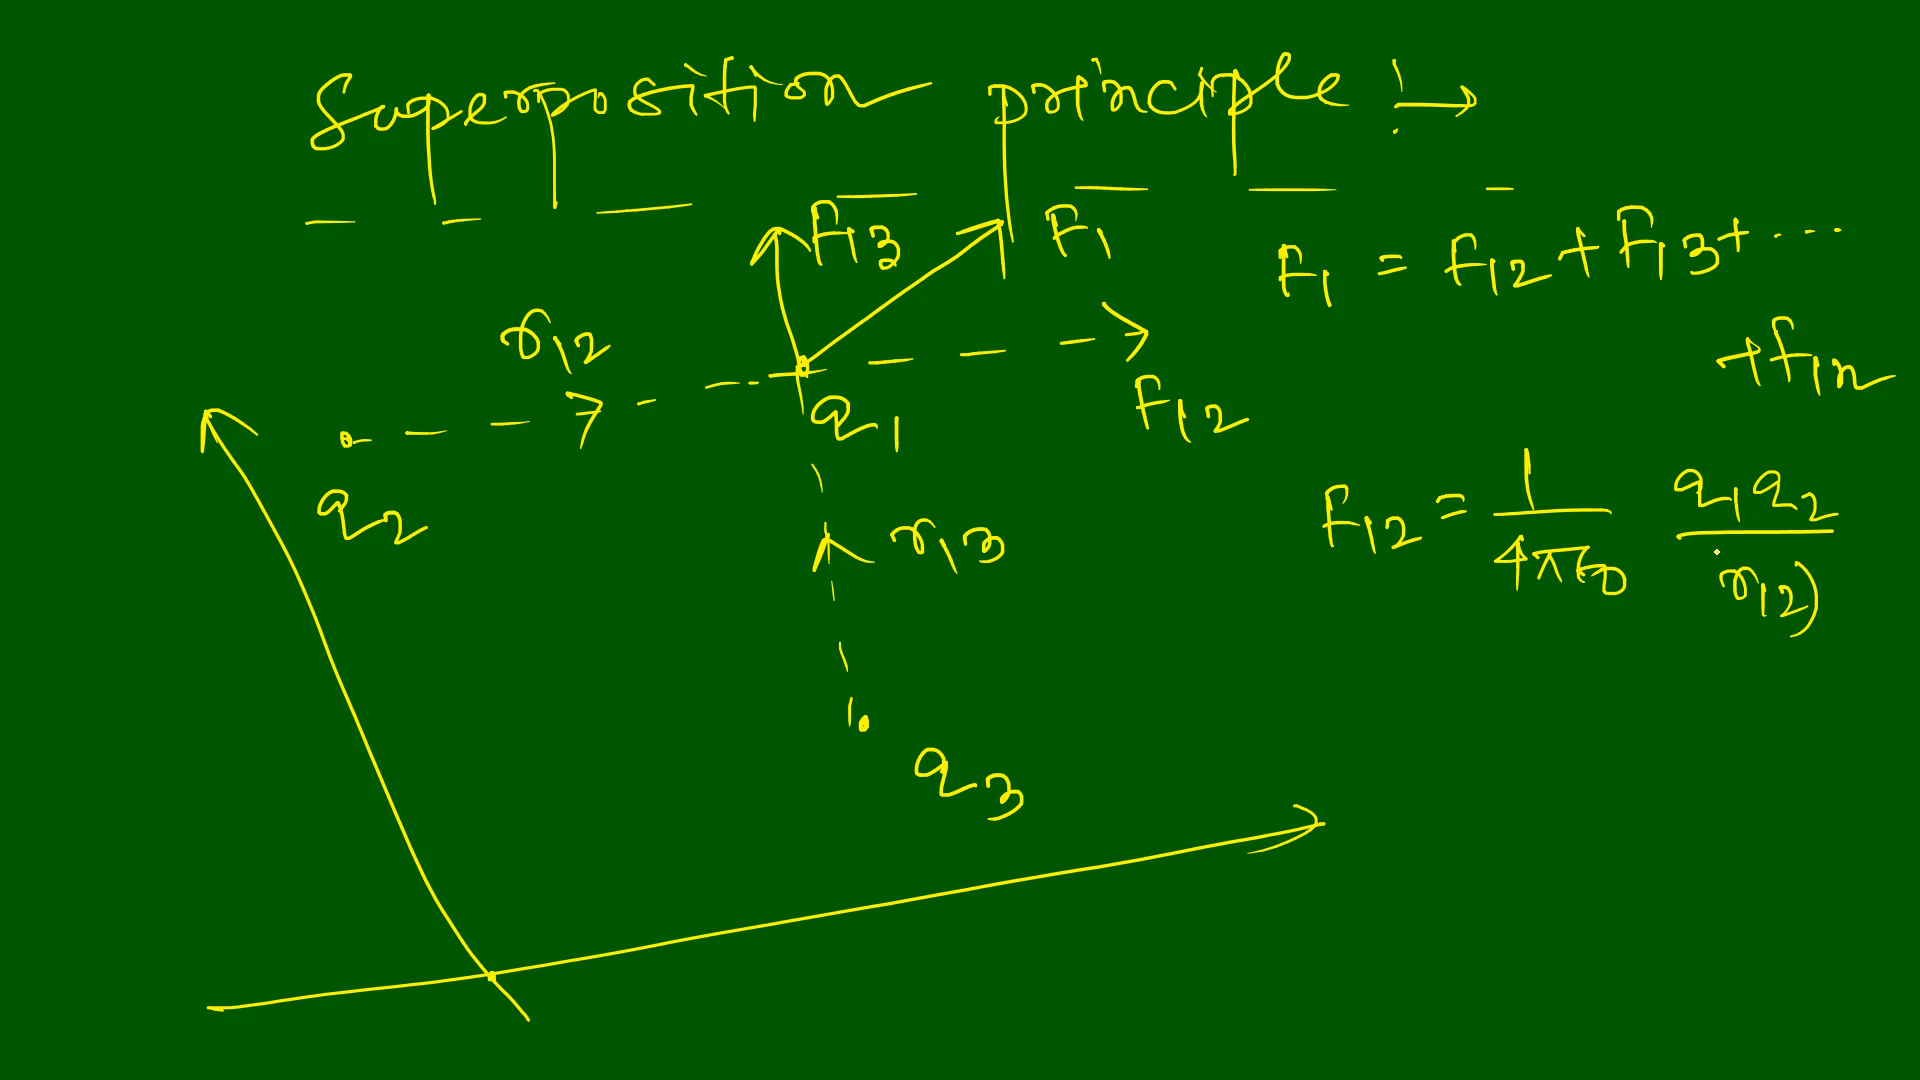 Superposition principle :→
F13
F1
F1 = F12 + F13 + ...
+ F1n
r12
q1
F12
q2
r13
F12 = 1/4πε0 q1q2/r12)
q3